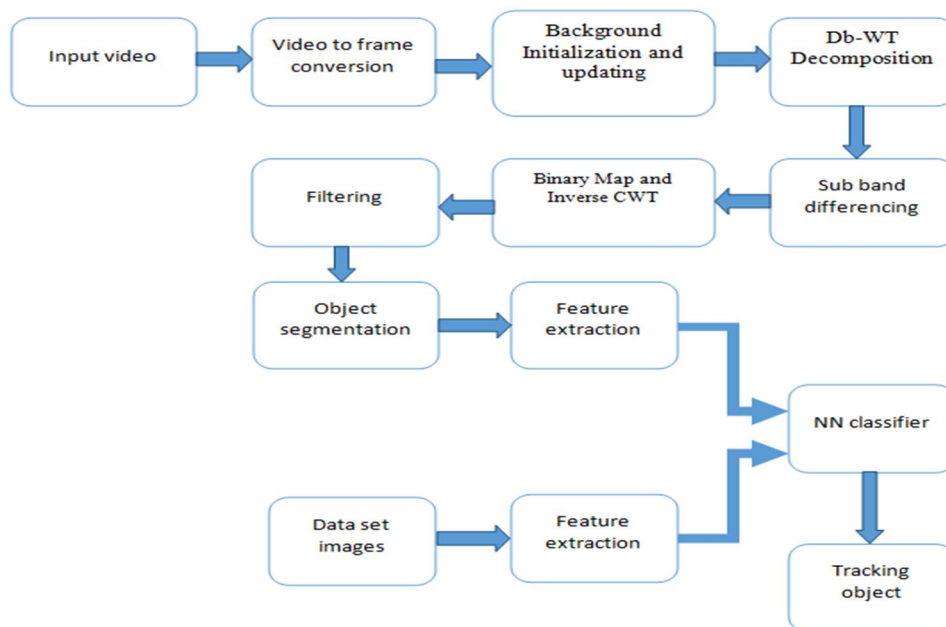 Input video
Video to frame
conversion
Background
Initialization and
updating
Db-WT
Decomposition
Sub band
differencing
Binary Map and
Inverse CWT
Filtering
Object
segmentation
Feature
extraction
NN classifier
Data set
images
Feature
extraction
Tracking
object